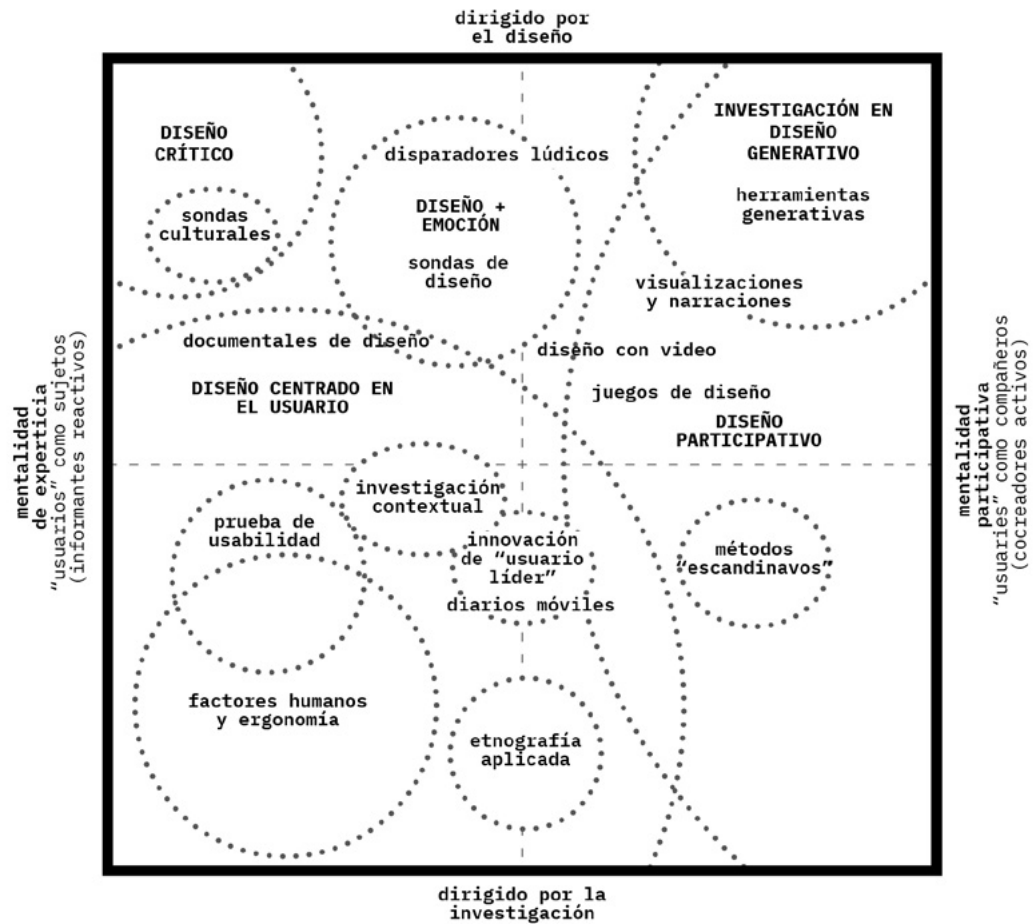 dirigido por
el diseño
DISEÑO
CRÍTICO
sondas
culturales
disparadores lúdicos
DISEÑO +
EMOCIÓN
sondas de
diseño
INVESTIGACIÓN EN
DISEÑO
GENERATIVO
herramientas
generativas
visualizaciones
y narraciones
documentales de diseño
DISEÑO CENTRADO EN
EL USUARIO
diseño con video
juegos de diseño
DISEÑO
PARTICIPATIVO
mentalidad
de experticia
“usuarios” como sujetos
(informantes reactivos)
mentalidad
participativa
“usuaries” como compañeros
(cocreadores activos)
investigación
contextual
prueba de
usabilidad
innovación
de “usuario
líder”
diarios móviles
métodos
“escandinavos”
factores humanos
y ergonomía
etnografía
aplicada
dirigido por la
investigación